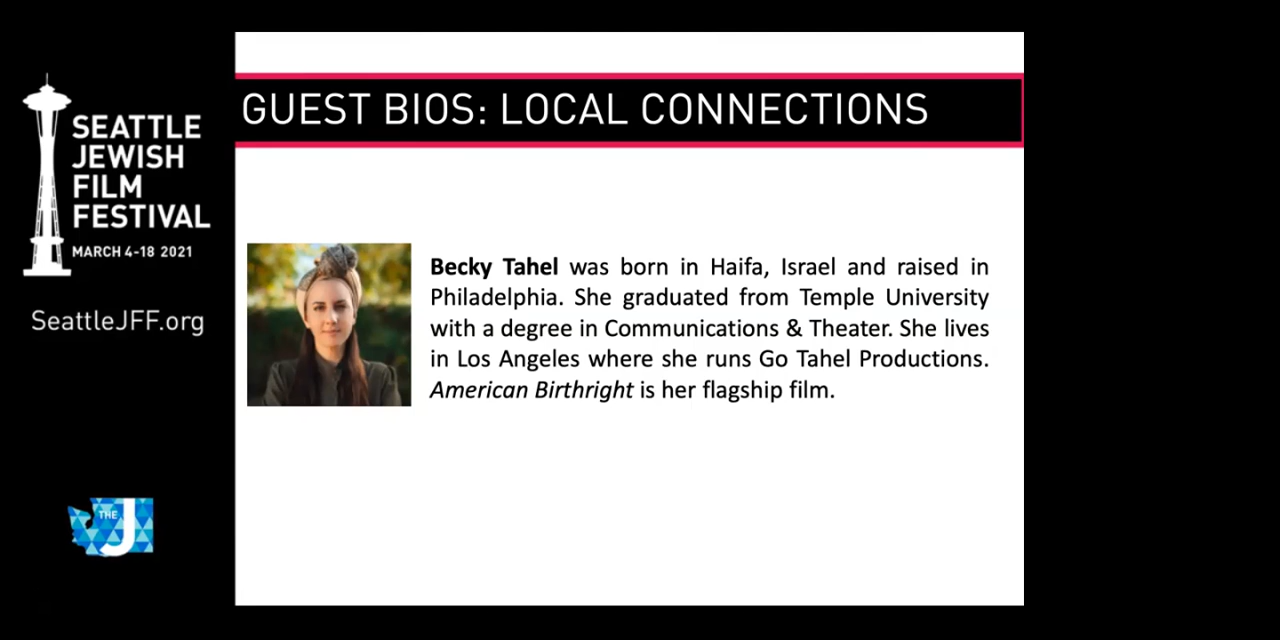 SEATTLE
JEWISH
FILM
FESTIVAL
MARCH 4-18 2021
SeattleJFF.org
THE
J
GUEST BIOS: LOCAL CONNECTIONS
Becky Tahel was born in Haifa, Israel and raised in
Philadelphia. She graduated from Temple University
with a degree in Communications & Theater. She lives
in Los Angeles where she runs Go Tahel Productions.
American Birthright is her flagship film.